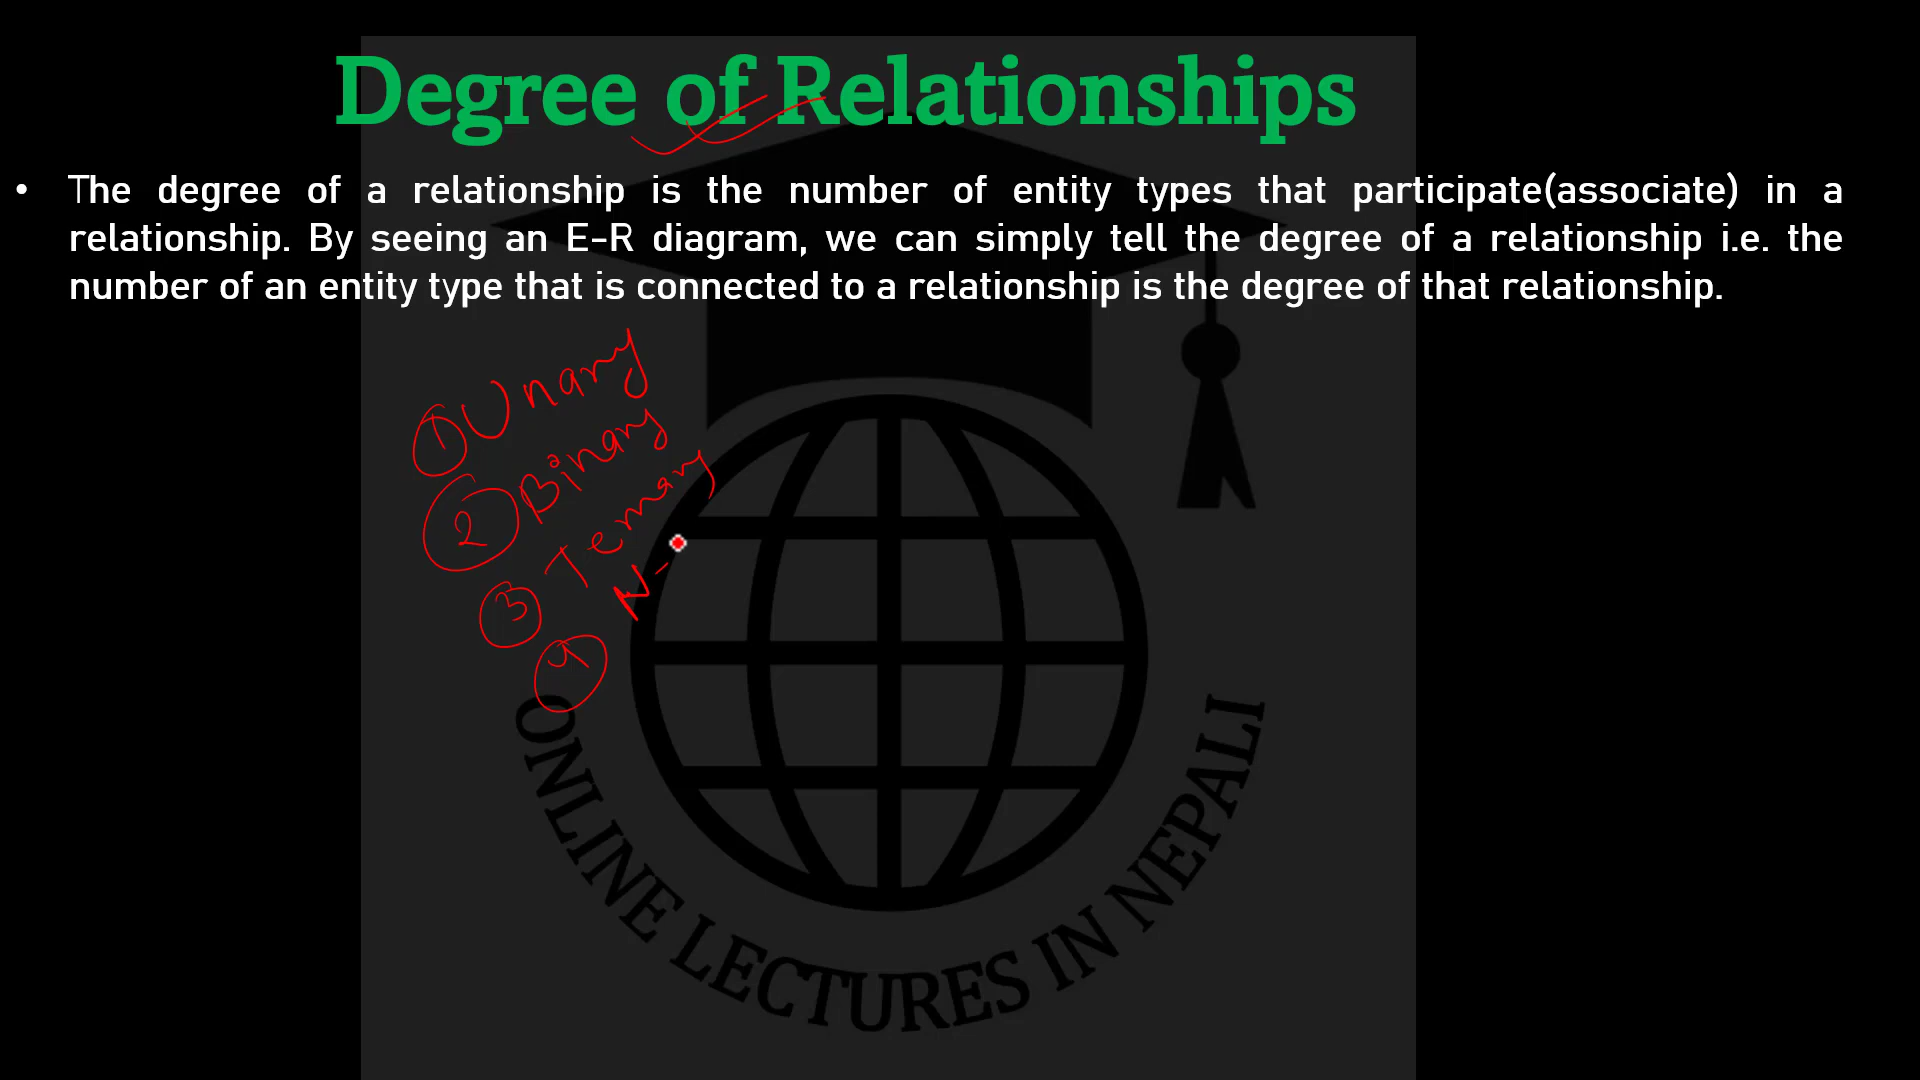 Degree of Relationships
• The degree of a relationship is the number of entity types that participate(associate) in a
relationship. By seeing an E-R diagram, we can simply tell the degree of a relationship i.e. the
number of an entity type that is connected to a relationship is the degree of that relationship.
1 Unary
2 Binary
3 Ternary
4 N-
ONLINE LECTURES IN NEPALI